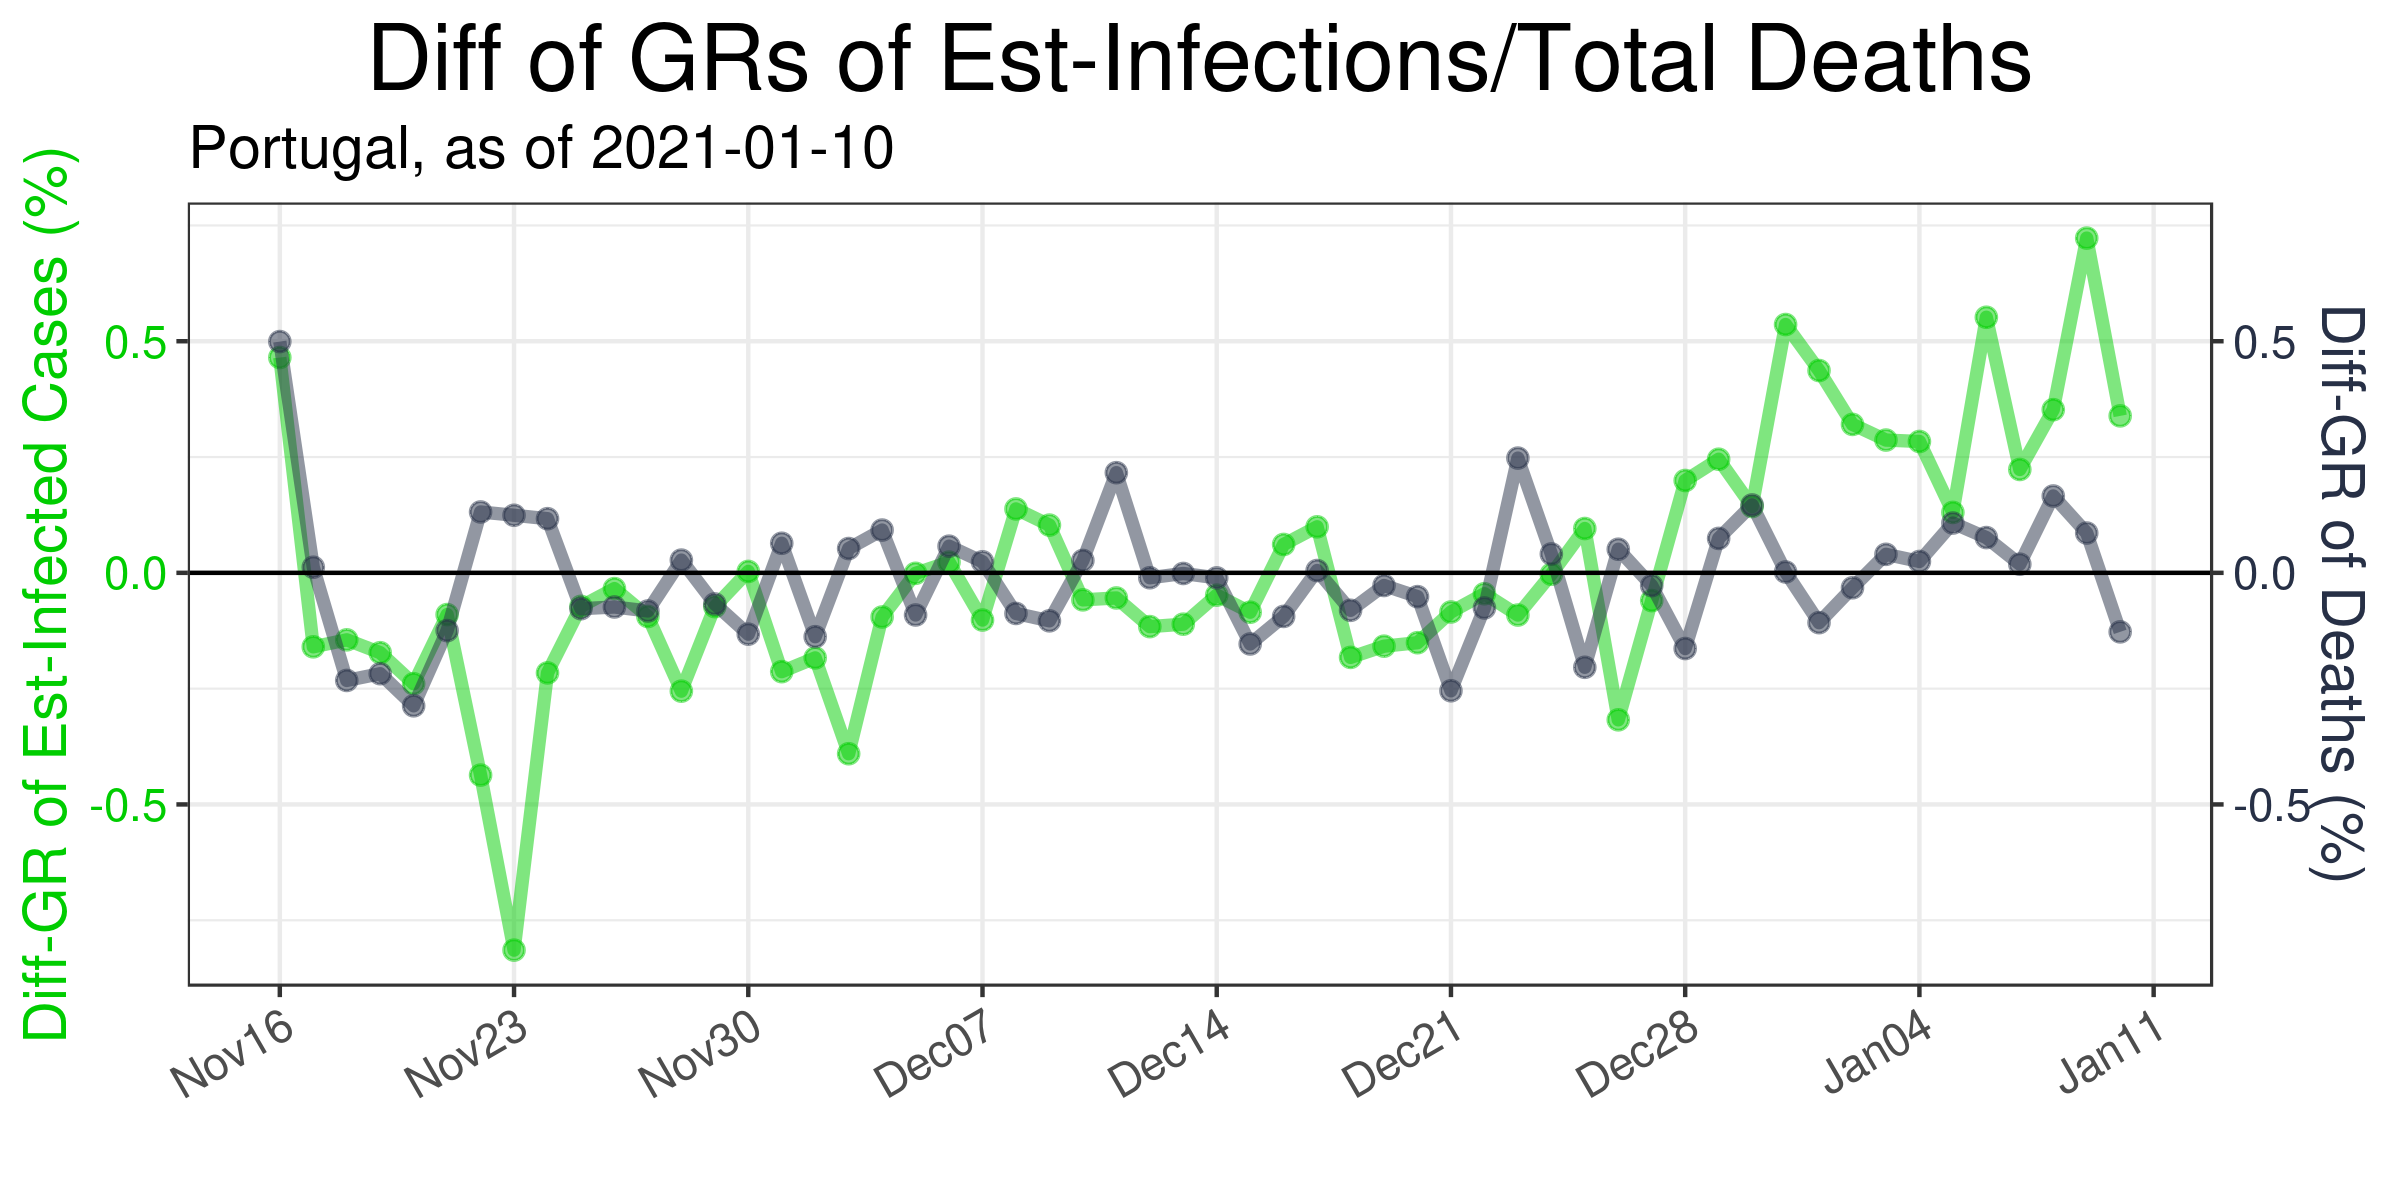 Diff of GRs of Est-Infections/Total Deaths
Portugal, as of 2021-01-10
Diff-GR of Est-Infected Cases (%)
0.5
0.0
-0.5
0.5
0.0
-0.5
Diff-GR of Deaths (%)
Nov16
Nov23
Nov30
Dec07
Dec14
Dec21
Dec28
Jan04
Jan11